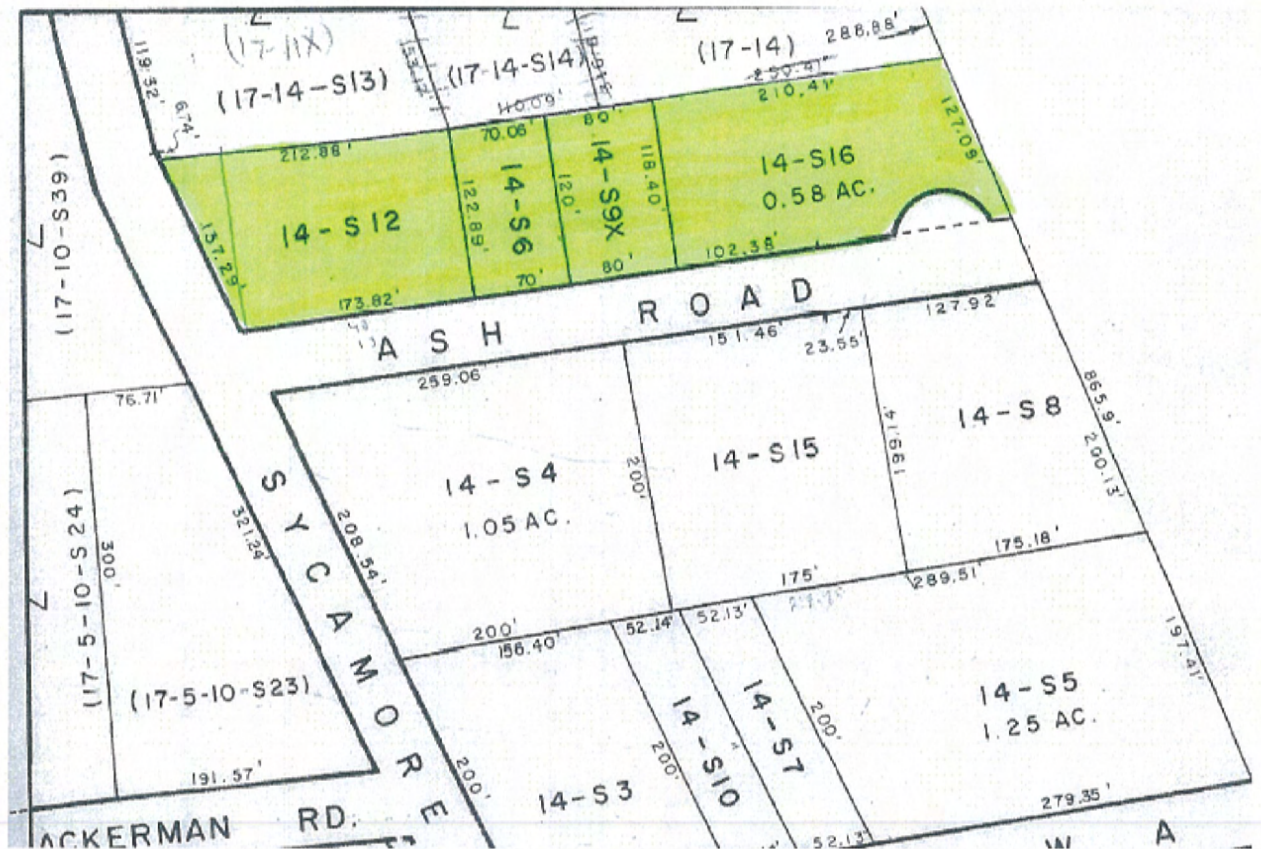 (17-11X)
(17-14-S13)
119.32'
6.74'
153.12'
(17-14-S14)
(17-14)
288.88'
250.41'
210.41'
110.09'
70.06'
80'
212.88'
137.29'
14-S12
122.89'
14-S6
120'
14-S9X
118.40'
14-S16
0.58 AC.
127.09'
173.82'
70'
80'
102.38'
ASH ROAD
(17-10-S39)
76.71'
259.06
151.46'
23.55'
127.92'
14-S4
1.05 AC.
200'
14-S15
199.14'
14-S8
865.9'
200.13'
SYCAMORE
208.54'
321.24'
(17-5-10-S24)
300'
(17-5-10-S23)
191.57'
ACKERMAN RD.
200'
156.40'
52.14'
52.13'
175'
289.51'
175.18'
197.41'
14-S3
200'
200'
14-S10
14-S7
200'
14-S5
1.25 AC.
279.35'
52.13'
W A